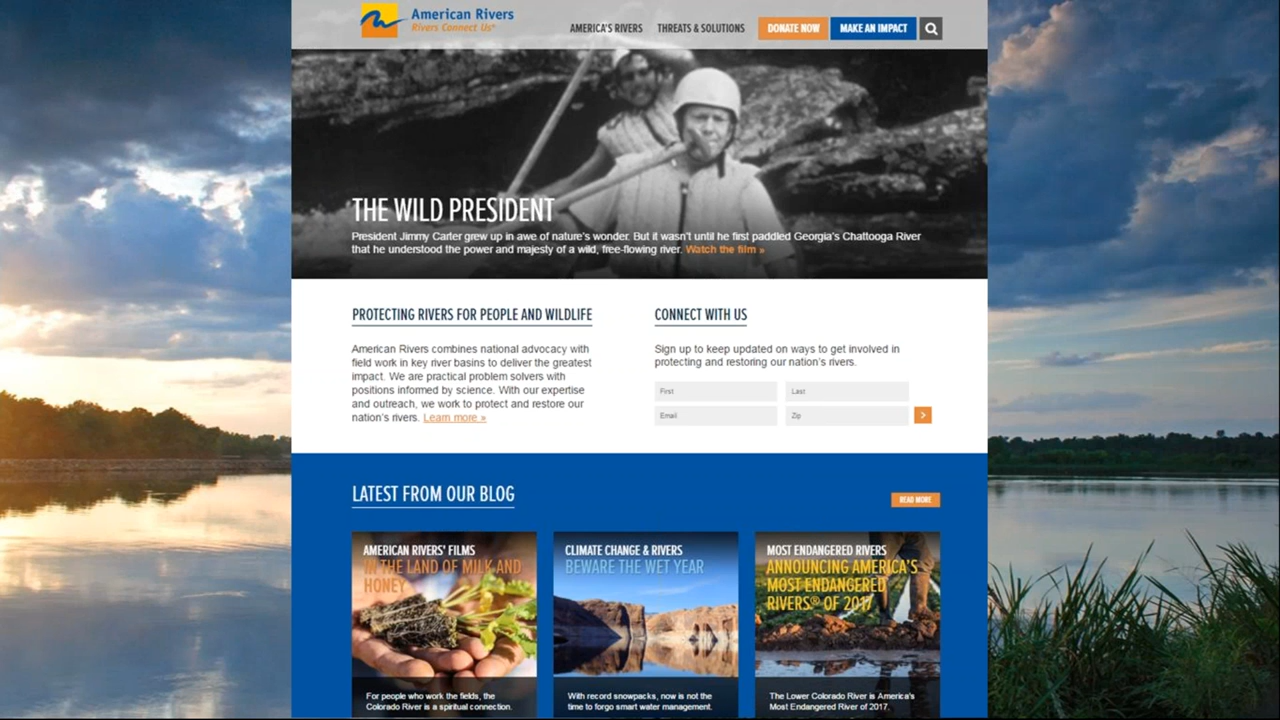 American Rivers
Rivers Connect Us®
AMERICA'S RIVERS
THREATS & SOLUTIONS
DONATE NOW
MAKE AN IMPACT
THE WILD PRESIDENT
President Jimmy Carter grew up in awe of nature's wonder. But it wasn't until he first paddled Georgia's Chattooga River
that he understood the power and majesty of a wild, free-flowing river. Watch the film »
PROTECTING RIVERS FOR PEOPLE AND WILDLIFE
American Rivers combines national advocacy with
field work in key river basins to deliver the greatest
impact. We are practical problem solvers with
positions informed by science. With our expertise
and outreach, we work to protect and restore our
nation's rivers. Learn more »
CONNECT WITH US
Sign up to keep updated on ways to get involved in
protecting and restoring our nation's rivers.
First
Last
Email
Zip
LATEST FROM OUR BLOG
READ MORE
AMERICAN RIVERS' FILMS
IN THE LAND OF MILK AND
HONEY
For people who work the fields, the
Colorado River is a spiritual connection.
CLIMATE CHANGE & RIVERS
BEWARE THE WET YEAR
With record snowpacks, now is not the
time to forgo smart water management.
MOST ENDANGERED RIVERS
ANNOUNCING AMERICA'S
MOST ENDANGERED
RIVERS® OF 2017
The Lower Colorado River is America's
Most Endangered River of 2017.